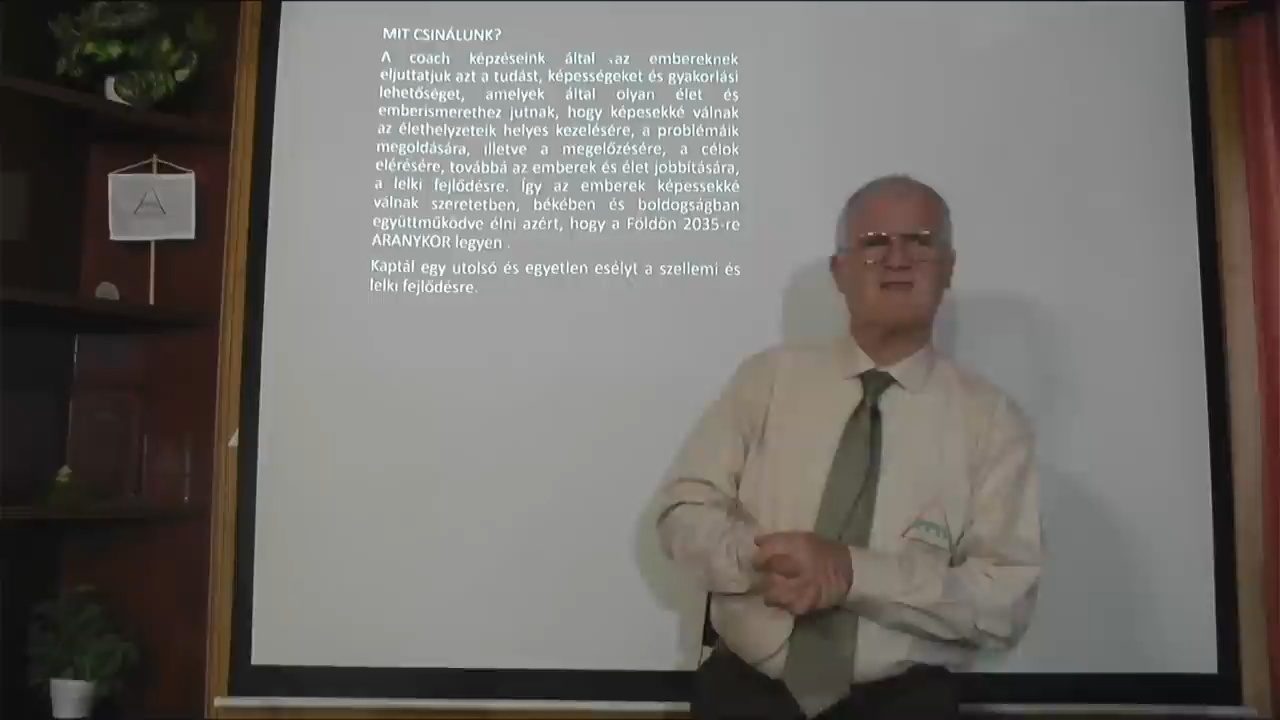 MIT CSINÁLUNK?
A coach képzéseink által az embereknek
eljuttatjuk azt a tudást, képességeket és gyakorlási
lehetőséget, amelyek által olyan élet és
emberismerethez jutnak, hogy képesekké válnak
az élethelyzeteik helyes kezelésére, a problémáik
megoldására, illetve a megelőzésére, a célok
elérésére, továbbá az emberek és élet jobbítására,
a lelki fejlődésre. Így az emberek képessekké
válnak szeretetben, békében és boldogságban
együttműködve élni azért, hogy a Földön 2035-re
ARANYKOR legyen .
Kaptál egy utolsó és egyetlen esélyt a szellemi és
lelki fejlődésre.